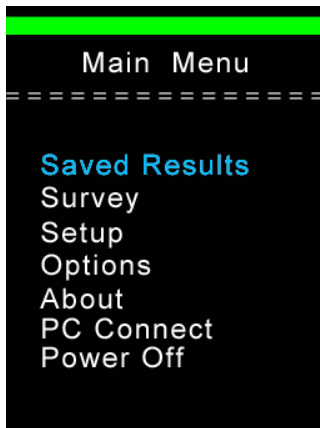 Main Menu
===============
Saved Results
Survey
Setup
Options
About
PC Connect
Power Off